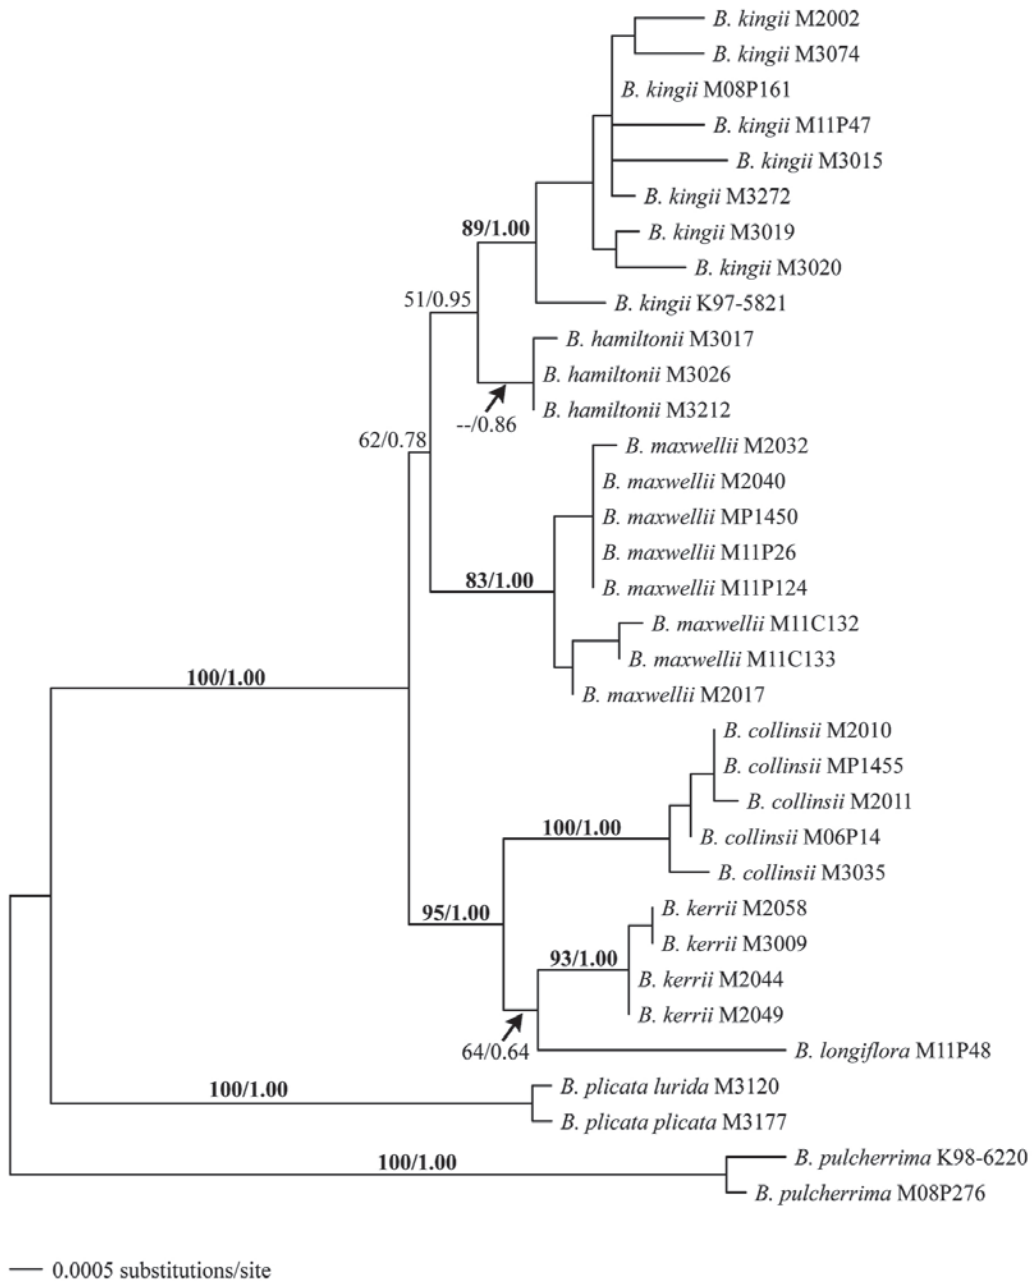 B. kingii M2002
B. kingii M3074
B. kingii M08P161
B. kingii M11P47
B. kingii M3015
B. kingii M3272
89/1.00
B. kingii M3019
B. kingii M3020
51/0.95
B. kingii K97-5821
B. hamiltonii M3017
B. hamiltonii M3026
B. hamiltonii M3212
--/0.86
62/0.78
B. maxwellii M2032
B. maxwellii M2040
B. maxwellii MP1450
B. maxwellii M11P26
83/1.00
B. maxwellii M11P124
B. maxwellii M11C132
B. maxwellii M11C133
100/1.00
B. maxwellii M2017
B. collinsii M2010
B. collinsii MP1455
B. collinsii M2011
100/1.00
B. collinsii M06P14
B. collinsii M3035
95/1.00
B. kerrii M2058
B. kerrii M3009
93/1.00
B. kerrii M2044
B. kerrii M2049
64/0.64
B. longiflora M11P48
100/1.00
B. plicata lurida M3120
B. plicata plicata M3177
100/1.00
B. pulcherrima K98-6220
B. pulcherrima M08P276
0.0005 substitutions/site